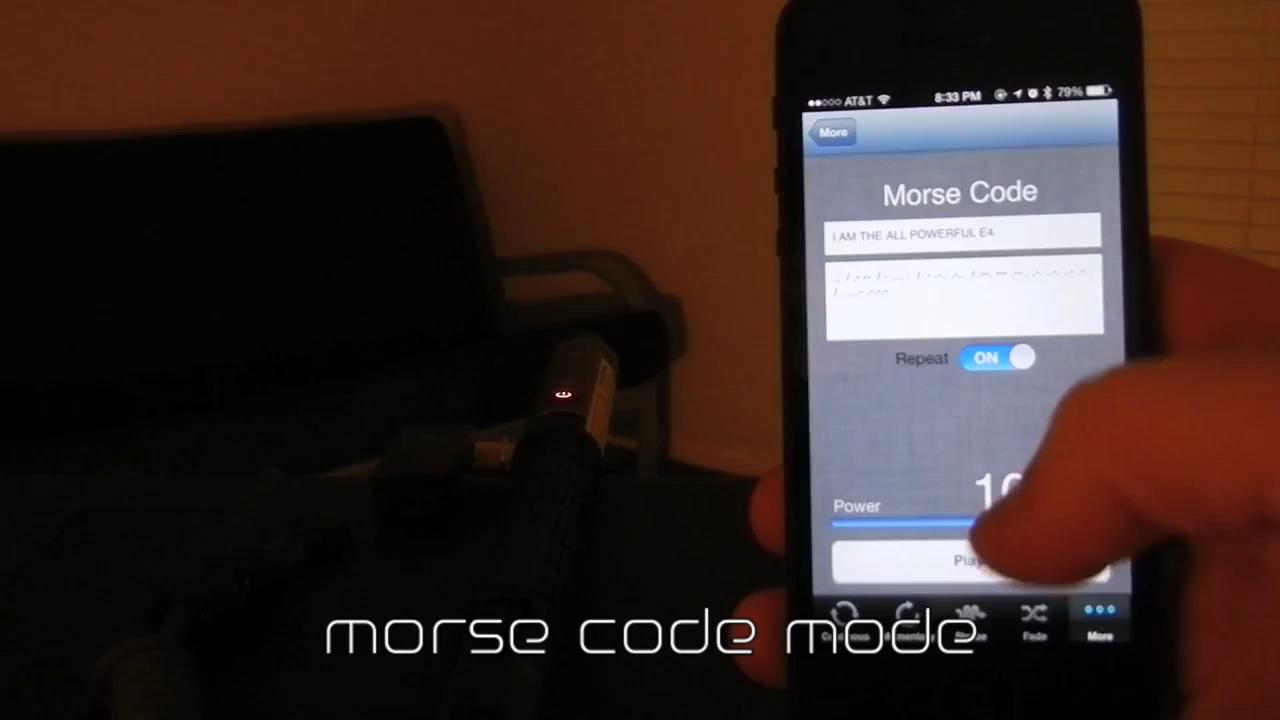 AT&T 8:33 PM 79%
More
Morse Code
I AM THE ALL POWERFUL E4.
Repeat ON
Power
Fade More
morse code mode